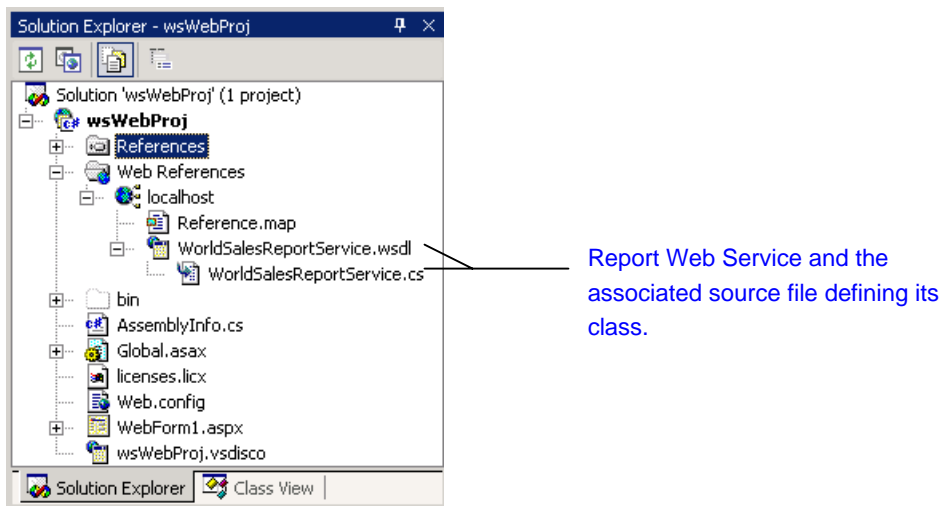 Solution Explorer - wsWebProj
Solution 'wsWebProj' (1 project)
wsWebProj
References
Web References
localhost
Reference.map
WorldSalesReportService.wsdl
WorldSalesReportService.cs
bin
AssemblyInfo.cs
Global.asax
licenses.licx
Web.config
WebForm1.aspx
wsWebProj.vsdisco
Solution Explorer
Class View
Report Web Service and the
associated source file defining its
class.